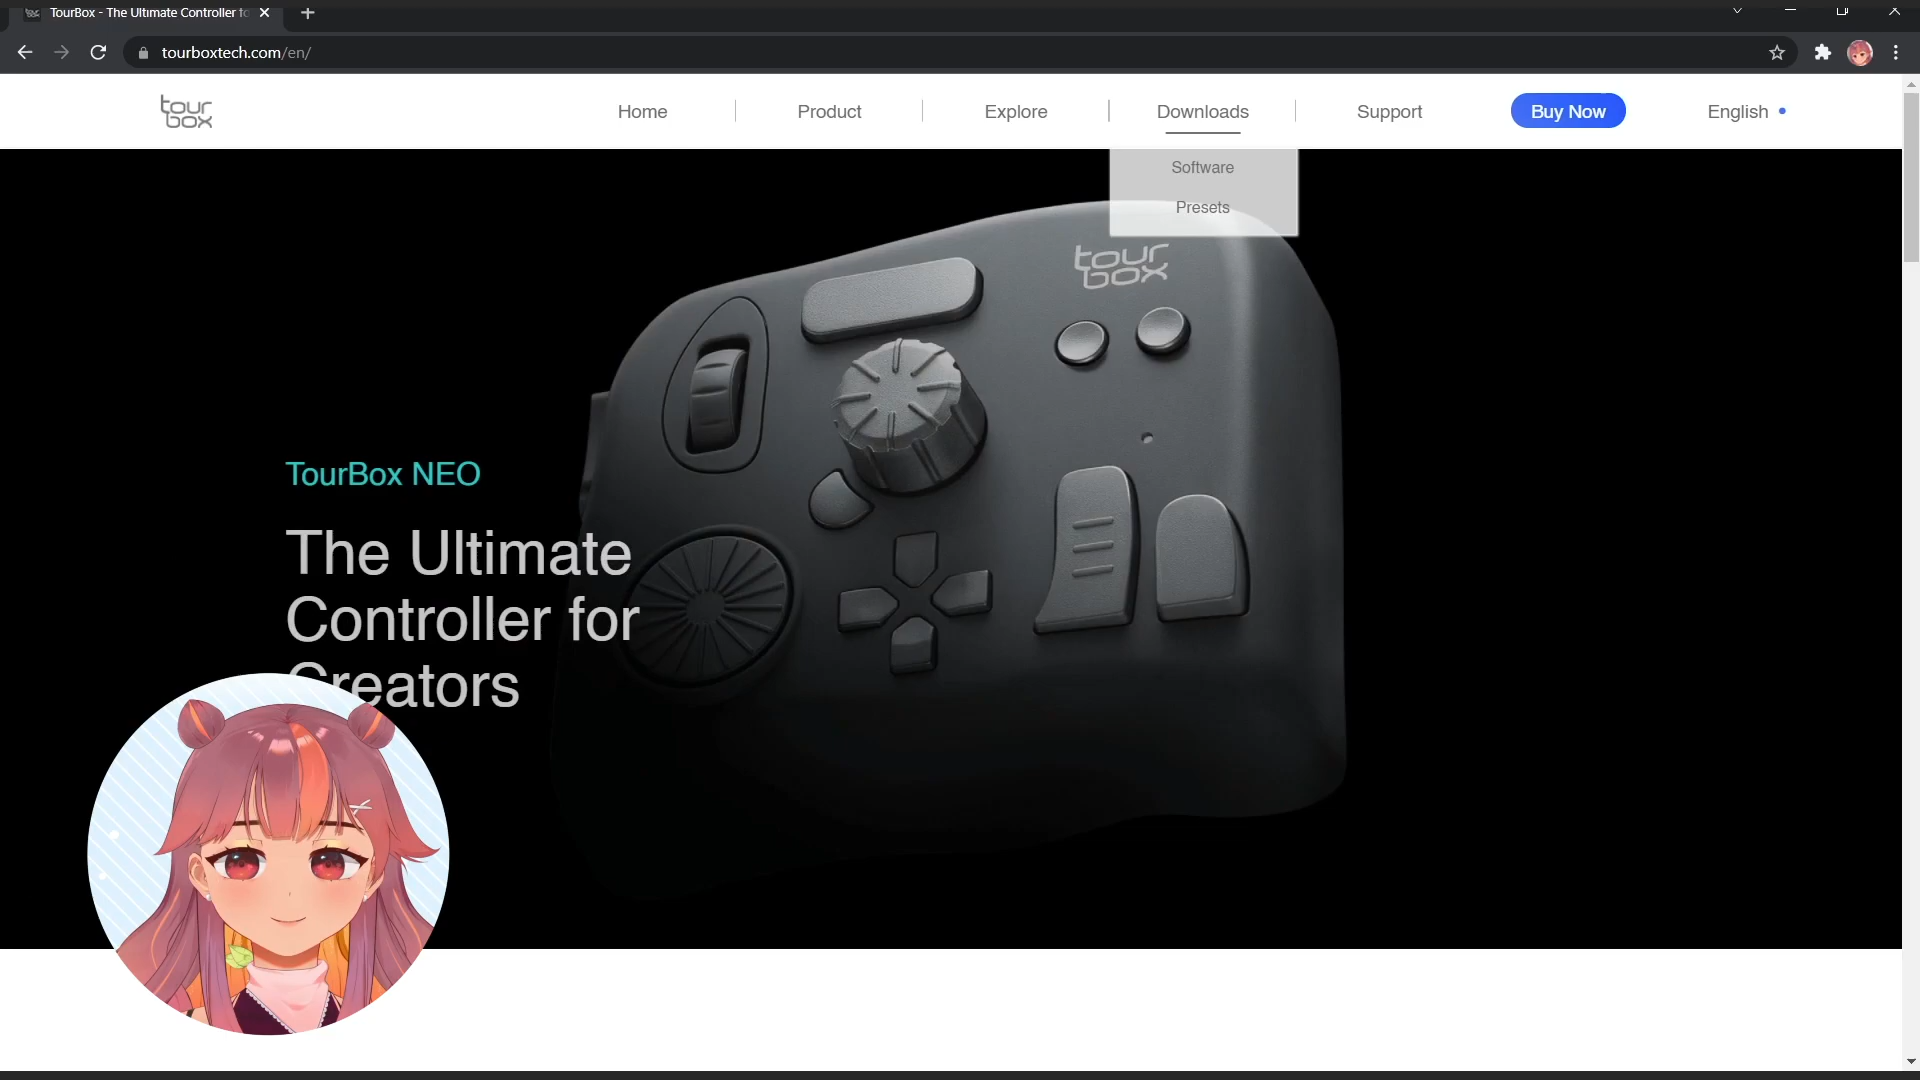 TourBox - The Ultimate Controller fo
tourboxtech.com/en/
tour
box
Home
Product
Explore
Downloads
Support
Buy Now
English
Software
Presets
tour
box
TourBox NEO
The Ultimate
Controller for
Creators